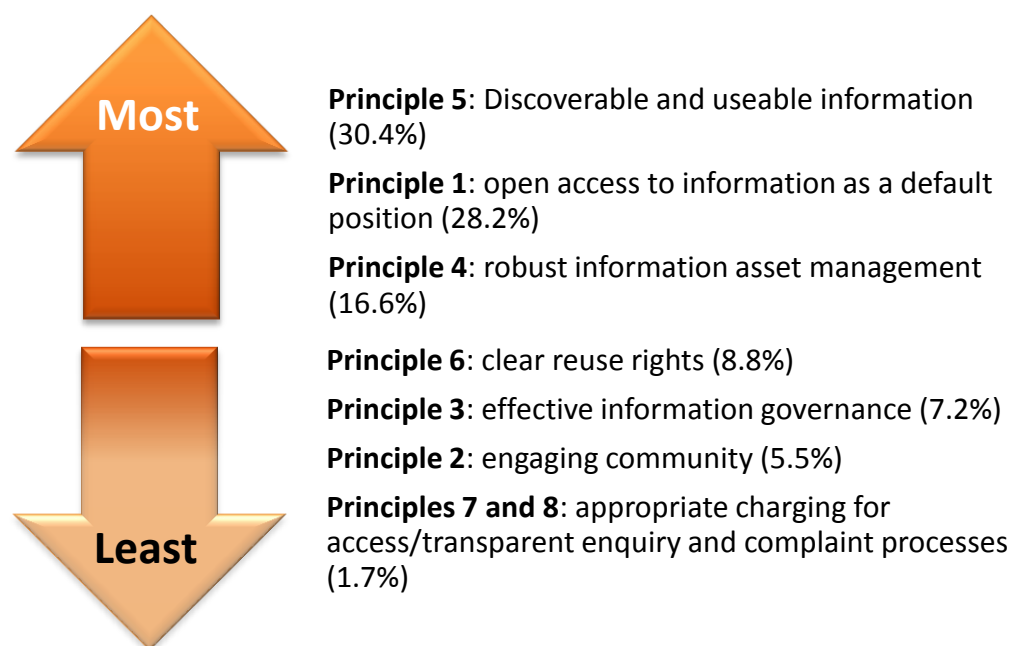 Most
Principle 5: Discoverable and useable information
(30.4%)
Principle 1: open access to information as a default
position (28.2%)
Principle 4: robust information asset management
(16.6%)
Principle 6: clear reuse rights (8.8%)
Principle 3: effective information governance (7.2%)
Principle 2: engaging community (5.5%)
Principles 7 and 8: appropriate charging for
access/transparent enquiry and complaint processes
(1.7%)
Least